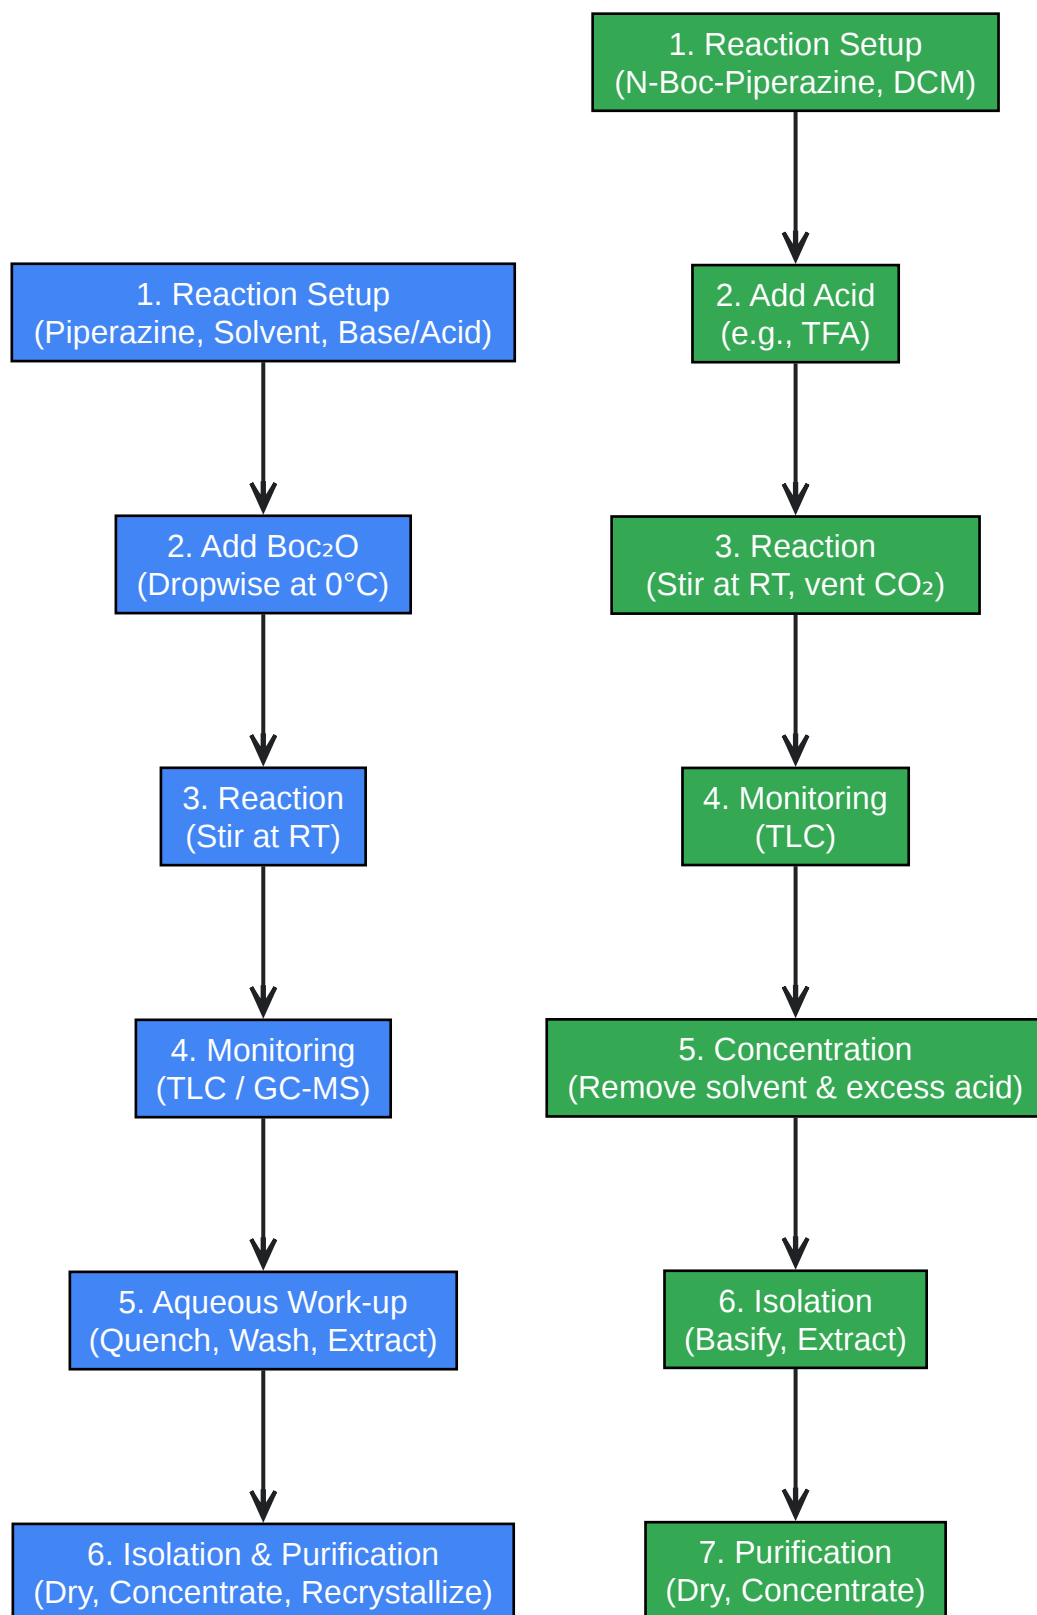 1. Reaction Setup
(Piperazine, Solvent, Base/Acid)
2. Add Boc₂O
(Dropwise at 0°C)
3. Reaction
(Stir at RT)
4. Monitoring
(TLC / GC-MS)
5. Aqueous Work-up
(Quench, Wash, Extract)
6. Isolation & Purification
(Dry, Concentrate, Recrystallize)
1. Reaction Setup
(N-Boc-Piperazine, DCM)
2. Add Acid
(e.g., TFA)
3. Reaction
(Stir at RT, vent CO₂)
4. Monitoring
(TLC)
5. Concentration
(Remove solvent & excess acid)
6. Isolation
(Basify, Extract)
7. Purification
(Dry, Concentrate)